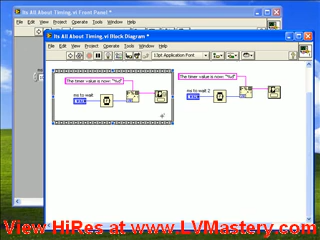 Its All About Timing.vi Front Panel *
File Edit View Project Operate Tools Window Help
Its All About Timing.vi Block Diagram *
File Edit View Project Operate Tools Window Help
13pt Application Font
The timer value is now: "%d"
The timer value is now: "%d"
ms to wait
ms to wait 2
View HiRes at www.LVMastery.com